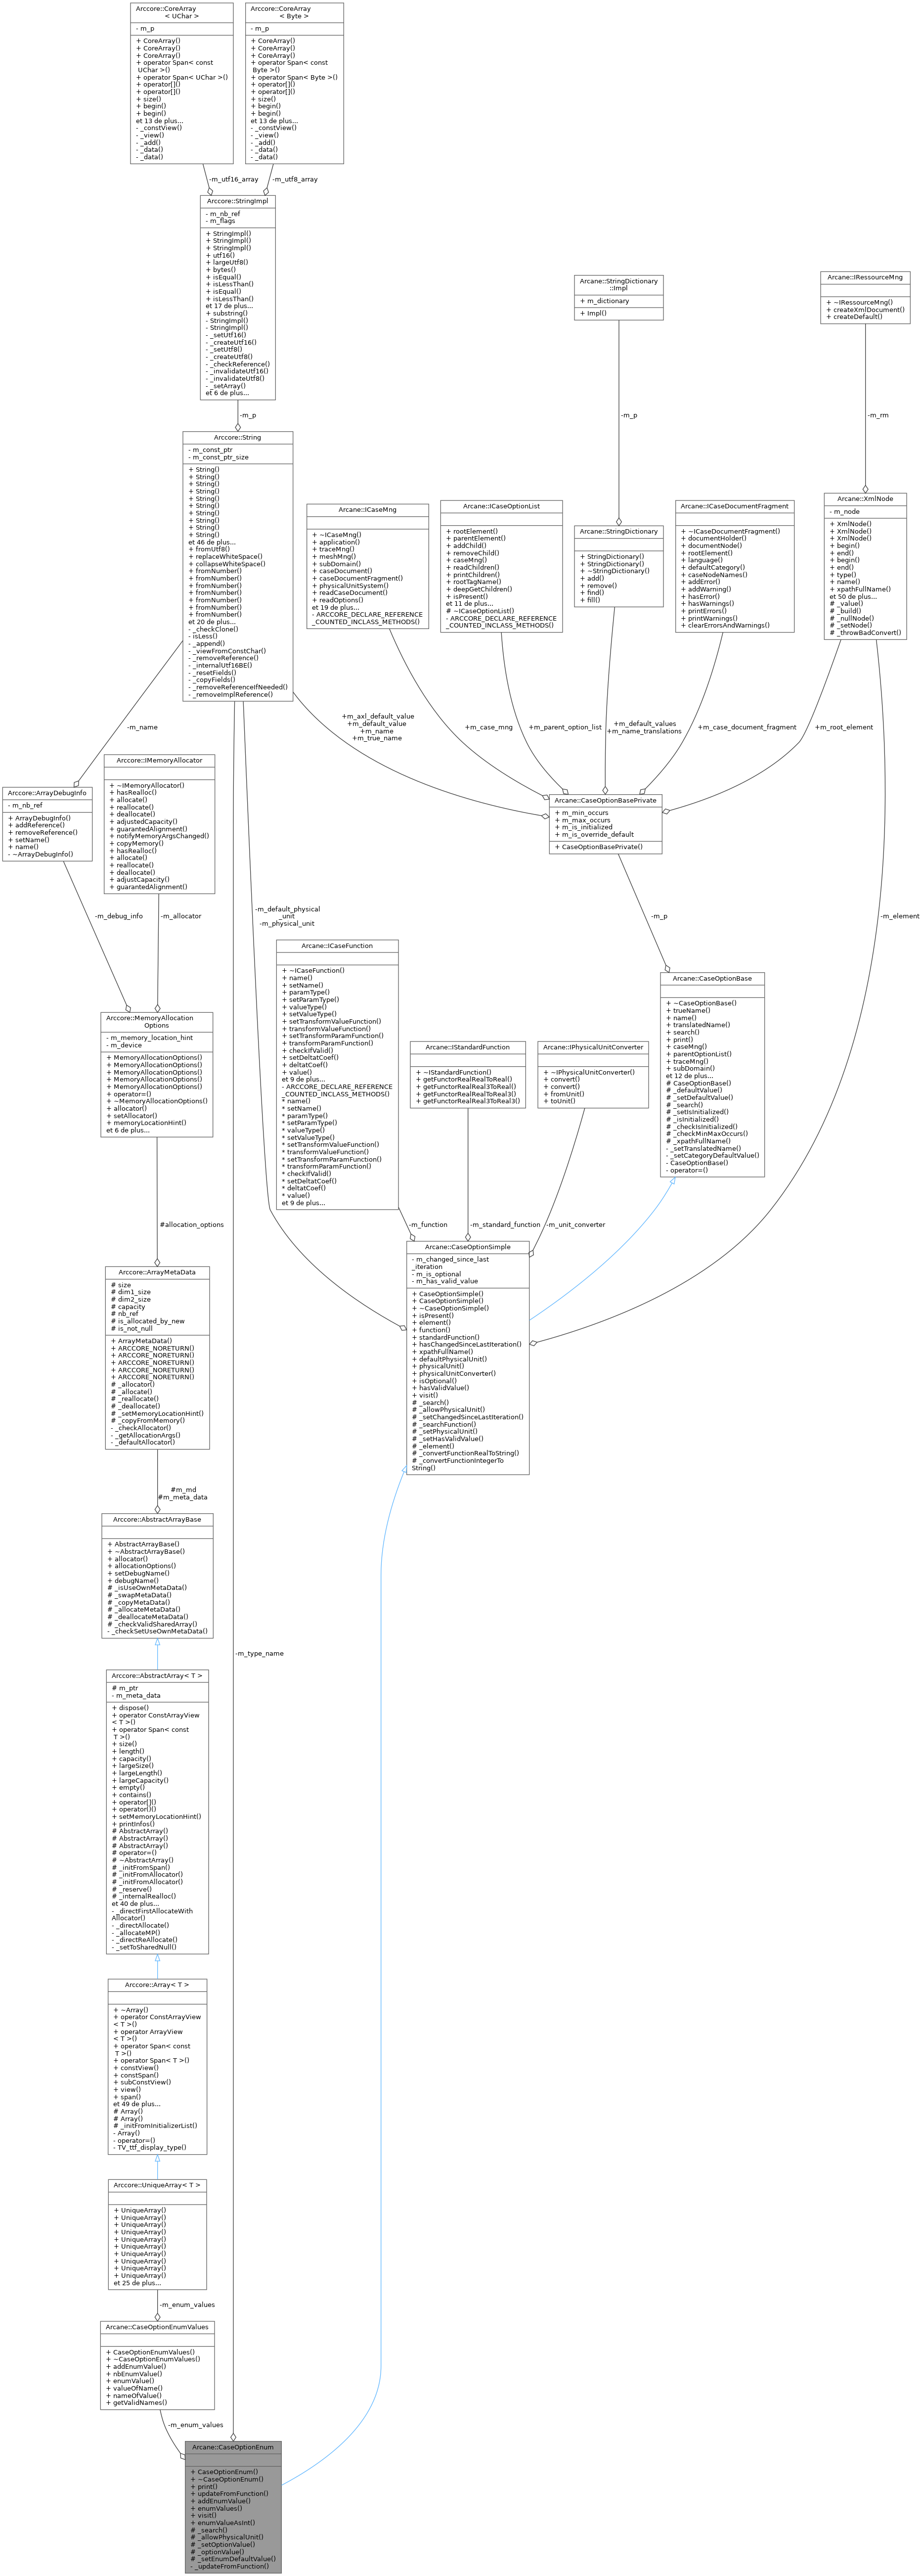 Arccore::CoreArray
< UChar >
- m_p
+ CoreArray()
+ CoreArray()
+ CoreArray()
+ operator Span< const
UChar >()
+ operator Span< UChar >()
+ operator[]()
+ operator[]()
+ size()
+ begin()
+ begin()
et 13 de plus...
- _constView()
- _view()
- _add()
- _data()
- _data()
Arccore::CoreArray
< Byte >
- m_p
+ CoreArray()
+ CoreArray()
+ CoreArray()
+ operator Span< const
Byte >()
+ operator Span< Byte >()
+ operator[]()
+ operator[]()
+ size()
+ begin()
+ begin()
et 13 de plus...
- _constView()
- _view()
- _add()
- _data()
- _data()
-m_utf16_array
-m_utf8_array
Arccore::StringImpl
- m_nb_ref
- m_flags
+ StringImpl()
+ StringImpl()
+ StringImpl()
+ utf16()
+ largeUtf8()
+ bytes()
+ isEqual()
+ isLessThan()
+ isEqual()
+ isLessThan()
et 17 de plus...
+ substring()
- StringImpl()
- StringImpl()
- _setUtf16()
- _createUtf16()
- _setUtf8()
- _createUtf8()
- _checkReference()
- _invalidateUtf16()
- _invalidateUtf8()
- _setArray()
et 6 de plus...
Arcane::StringDictionary
::Impl
+ m_dictionary
+ Impl()
Arcane::IRessourceMng
+ ~IRessourceMng()
+ createXmlDocument()
+ createDefault()
-m_p
-m_p
-m_rm
Arccore::String
- m_const_ptr
- m_const_ptr_size
+ String()
+ String()
+ String()
+ String()
+ String()
+ String()
+ String()
+ String()
+ String()
+ String()
et 46 de plus...
+ fromUtf8()
+ replaceWhiteSpace()
+ collapseWhiteSpace()
+ fromNumber()
+ fromNumber()
+ fromNumber()
+ fromNumber()
+ fromNumber()
+ fromNumber()
+ fromNumber()
et 20 de plus...
- _checkClone()
- isLess()
- _append()
- _viewFromConstChar()
- _removeReference()
- _internalUtf16BE()
- _resetFields()
- _copyFields()
- _removeReferenceIfNeeded()
- _removeImplReference()
Arcane::ICaseMng
+ ~ICaseMng()
+ application()
+ traceMng()
+ meshMng()
+ subDomain()
+ caseDocument()
+ caseDocumentFragment()
+ physicalUnitSystem()
+ readCaseDocument()
+ readOptions()
et 19 de plus...
- ARCCORE_DECLARE_REFERENCE
_COUNTED_INCLASS_METHODS()
Arcane::ICaseOptionList
+ rootElement()
+ parentElement()
+ addChild()
+ removeChild()
+ caseMng()
+ readChildren()
+ printChildren()
+ rootTagName()
+ deepGetChildren()
+ isPresent()
et 11 de plus...
# ~ICaseOptionList()
- ARCCORE_DECLARE_REFERENCE
_COUNTED_INCLASS_METHODS()
Arcane::StringDictionary
+ StringDictionary()
+ StringDictionary()
+ ~StringDictionary()
+ add()
+ remove()
+ find()
+ fill()
Arcane::ICaseDocumentFragment
+ ~ICaseDocumentFragment()
+ documentHolder()
+ documentNode()
+ rootElement()
+ language()
+ defaultCategory()
+ caseNodeNames()
+ addError()
+ addWarning()
+ hasError()
+ hasWarnings()
+ printErrors()
+ printWarnings()
+ clearErrorsAndWarnings()
Arcane::XmlNode
- m_node
+ XmlNode()
+ XmlNode()
+ XmlNode()
+ begin()
+ end()
+ begin()
+ end()
+ type()
+ name()
+ xpathFullName()
et 50 de plus...
# _value()
# _build()
# _nullNode()
# _setNode()
# _throwBadConvert()
-m_name
+m_axl_default_value
+m_default_value
+m_name
+m_true_name
+m_case_mng
+m_parent_option_list
+m_default_values
+m_name_translations
+m_case_document_fragment
+m_root_element
Arccore::ArrayDebugInfo
- m_nb_ref
+ ArrayDebugInfo()
+ addReference()
+ removeReference()
+ setName()
+ name()
- ~ArrayDebugInfo()
Arccore::IMemoryAllocator
+ ~IMemoryAllocator()
+ hasRealloc()
+ allocate()
+ reallocate()
+ deallocate()
+ adjustedCapacity()
+ guarantedAlignment()
+ notifyMemoryArgsChanged()
+ copyMemory()
+ hasRealloc()
+ allocate()
+ reallocate()
+ deallocate()
+ adjustCapacity()
+ guarantedAlignment()
Arcane::CaseOptionBasePrivate
+ m_min_occurs
+ m_max_occurs
+ m_is_initialized
+ m_is_override_default
+ CaseOptionBasePrivate()
-m_debug_info
-m_allocator
-m_default_physical
_unit
-m_physical_unit
-m_p
-m_element
Arccore::MemoryAllocation
Options
- m_memory_location_hint
- m_device
+ MemoryAllocationOptions()
+ MemoryAllocationOptions()
+ MemoryAllocationOptions()
+ MemoryAllocationOptions()
+ MemoryAllocationOptions()
+ operator=()
+ ~MemoryAllocationOptions()
+ allocator()
+ setAllocator()
+ memoryLocationHint()
et 6 de plus...
Arcane::ICaseFunction
+ ~ICaseFunction()
+ name()
+ setName()
+ paramType()
+ setParamType()
+ valueType()
+ setValueType()
+ setTransformValueFunction()
+ transformValueFunction()
+ setTransformParamFunction()
+ transformParamFunction()
+ checkIfValid()
+ setDeltatCoef()
+ deltatCoef()
+ value()
et 9 de plus...
- ARCCORE_DECLARE_REFERENCE
_COUNTED_INCLASS_METHODS()
* name()
* setName()
* paramType()
* setParamType()
* valueType()
* setValueType()
* setTransformValueFunction()
* transformValueFunction()
* setTransformParamFunction()
* transformParamFunction()
* checkIfValid()
* setDeltatCoef()
* deltatCoef()
* value()
et 9 de plus...
Arcane::IStandardFunction
+ ~IStandardFunction()
+ getFunctorRealRealToReal()
+ getFunctorRealReal3ToReal()
+ getFunctorRealRealToReal3()
+ getFunctorRealReal3ToReal3()
Arcane::IPhysicalUnitConverter
+ ~IPhysicalUnitConverter()
+ convert()
+ convert()
+ fromUnit()
+ toUnit()
Arcane::CaseOptionBase
+ ~CaseOptionBase()
+ trueName()
+ name()
+ translatedName()
+ search()
+ print()
+ caseMng()
+ parentOptionList()
+ traceMng()
+ subDomain()
et 12 de plus...
# CaseOptionBase()
# _defaultValue()
# _setDefaultValue()
# _search()
# _setIsInitialized()
# _isInitialized()
# _checkIsInitialized()
# _checkMinMaxOccurs()
# _xpathFullName()
- _setTranslatedName()
- _setCategoryDefaultValue()
- CaseOptionBase()
- operator=()
#allocation_options
-m_function
-m_standard_function
-m_unit_converter
Arcane::CaseOptionSimple
- m_changed_since_last
_iteration
- m_is_optional
- m_has_valid_value
+ CaseOptionSimple()
+ CaseOptionSimple()
+ ~CaseOptionSimple()
+ isPresent()
+ element()
+ function()
+ standardFunction()
+ hasChangedSinceLastIteration()
+ xpathFullName()
+ defaultPhysicalUnit()
+ physicalUnit()
+ physicalUnitConverter()
+ isOptional()
+ hasValidValue()
+ visit()
# _search()
# _allowPhysicalUnit()
# _setChangedSinceLastIteration()
# _searchFunction()
# _setPhysicalUnit()
# _setHasValidValue()
# _element()
# _convertFunctionRealToString()
# _convertFunctionIntegerTo
String()
Arccore::ArrayMetaData
# size
# dim1_size
# dim2_size
# capacity
# nb_ref
# is_allocated_by_new
# is_not_null
+ ArrayMetaData()
+ ARCCORE_NORETURN()
+ ARCCORE_NORETURN()
+ ARCCORE_NORETURN()
+ ARCCORE_NORETURN()
+ ARCCORE_NORETURN()
# _allocator()
# _allocate()
# _reallocate()
# _deallocate()
# _setMemoryLocationHint()
# _copyFromMemory()
- _checkAllocator()
- _getAllocationArgs()
- _defaultAllocator()
#m_md
#m_meta_data
Arccore::AbstractArrayBase
+ AbstractArrayBase()
+ ~AbstractArrayBase()
+ allocator()
+ allocationOptions()
+ setDebugName()
+ debugName()
# _isUseOwnMetaData()
# _swapMetaData()
# _copyMetaData()
# _allocateMetaData()
# _deallocateMetaData()
# _checkValidSharedArray()
- _checkSetUseOwnMetaData()
-m_type_name
Arccore::AbstractArray< T >
# m_ptr
- m_meta_data
+ dispose()
+ operator ConstArrayView
< T >()
+ operator Span< const
T >()
+ size()
+ length()
+ capacity()
+ largeSize()
+ largeLength()
+ largeCapacity()
+ empty()
+ contains()
+ operator[]()
+ operator()()
+ setMemoryLocationHint()
+ printInfos()
# AbstractArray()
# AbstractArray()
# AbstractArray()
# operator=()
# ~AbstractArray()
# _initFromSpan()
# _initFromAllocator()
# _initFromAllocator()
# _reserve()
# _internalRealloc()
et 40 de plus...
- _directFirstAllocateWith
Allocator()
- _directAllocate()
- _allocateMP()
- _directReAllocate()
- _setToSharedNull()
Arccore::Array< T >
+ ~Array()
+ operator ConstArrayView
< T >()
+ operator ArrayView
< T >()
+ operator Span< const
T >()
+ operator Span< T >()
+ constView()
+ constSpan()
+ subConstView()
+ view()
+ span()
et 49 de plus...
# Array()
# Array()
# _initFromInitializerList()
- Array()
- operator=()
- TV_ttf_display_type()
Arccore::UniqueArray< T >
+ UniqueArray()
+ UniqueArray()
+ UniqueArray()
+ UniqueArray()
+ UniqueArray()
+ UniqueArray()
+ UniqueArray()
+ UniqueArray()
+ UniqueArray()
+ UniqueArray()
et 25 de plus...
-m_enum_values
Arcane::CaseOptionEnumValues
+ CaseOptionEnumValues()
+ ~CaseOptionEnumValues()
+ addEnumValue()
+ nbEnumValue()
+ enumValue()
+ valueOfName()
+ nameOfValue()
+ getValidNames()
-m_enum_values
Arcane::CaseOptionEnum
+ CaseOptionEnum()
+ ~CaseOptionEnum()
+ print()
+ updateFromFunction()
+ addEnumValue()
+ enumValues()
+ visit()
+ enumValueAsInt()
# _search()
# _allowPhysicalUnit()
# _setOptionValue()
# _optionValue()
# _setEnumDefaultValue()
- _updateFromFunction()